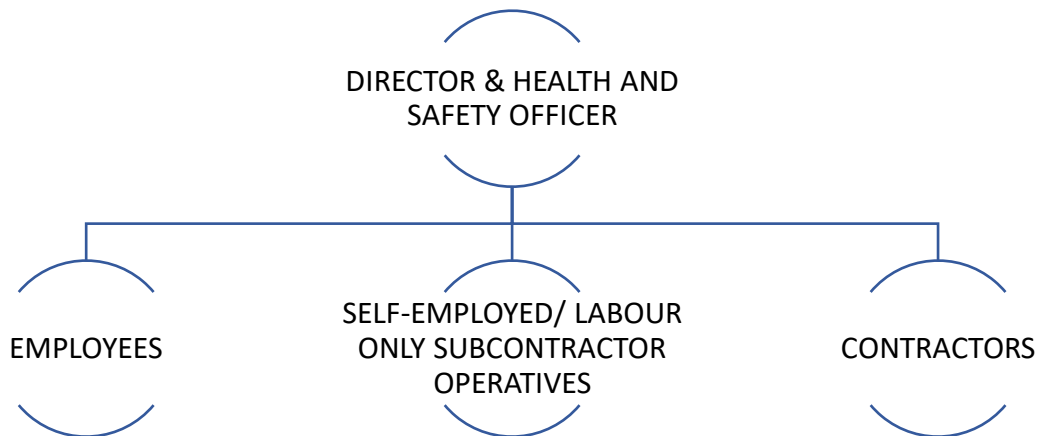 DIRECTOR & HEALTH AND
SAFETY OFFICER
EMPLOYEES
SELF-EMPLOYED/ LABOUR
ONLY SUBCONTRACTOR
OPERATIVES
CONTRACTORS